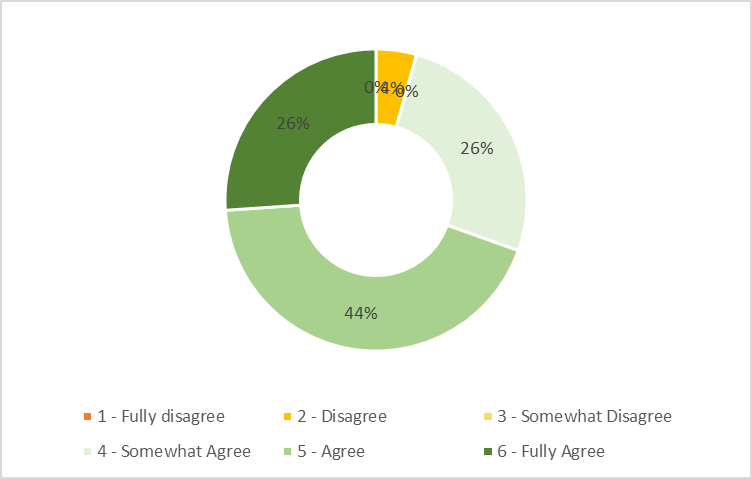 0%
4%
0%
26%
26%
44%
1 - Fully disagree
2 - Disagree
3 - Somewhat Disagree
4 - Somewhat Agree
5 - Agree
6 - Fully Agree